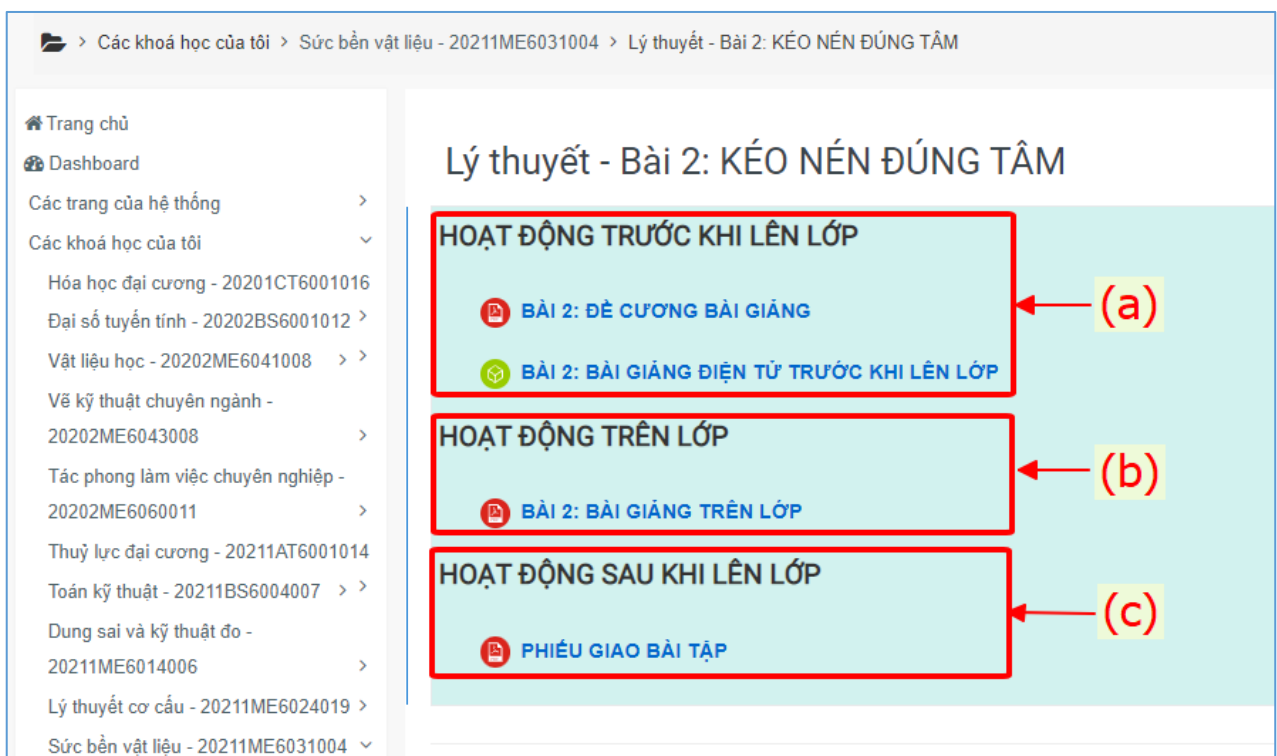 > Các khoá học của tôi > Sức bền vật liệu - 20211ME6031004 > Lý thuyết - Bài 2: KÉO NÉN ĐÚNG TÂM
Trang chủ
Dashboard
Các trang của hệ thống >
Các khoá học của tôi
Hóa học đại cương - 20201CT6001016
Đại số tuyến tính - 20202BS6001012 >
Vật liệu học - 20202ME6041008 > >
Vẽ kỹ thuật chuyên ngành -
20202ME6043008 >
Tác phong làm việc chuyên nghiệp -
20202ME6060011 >
Thuỷ lực đại cương - 20211AT6001014
Toán kỹ thuật - 20211BS6004007 > >
Dung sai và kỹ thuật đo -
20211ME6014006 >
Lý thuyết cơ cấu - 20211ME6024019 >
Sức bền vật liệu - 20211ME6031004
Lý thuyết - Bài 2: KÉO NÉN ĐÚNG TÂM
HOẠT ĐỘNG TRƯỚC KHI LÊN LỚP
BÀI 2: ĐỀ CƯƠNG BÀI GIẢNG
BÀI 2: BÀI GIẢNG ĐIỆN TỬ TRƯỚC KHI LÊN LỚP
(a)
HOẠT ĐỘNG TRÊN LỚP
BÀI 2: BÀI GIẢNG TRÊN LỚP
(b)
HOẠT ĐỘNG SAU KHI LÊN LỚP
PHIẾU GIAO BÀI TẬP
(c)